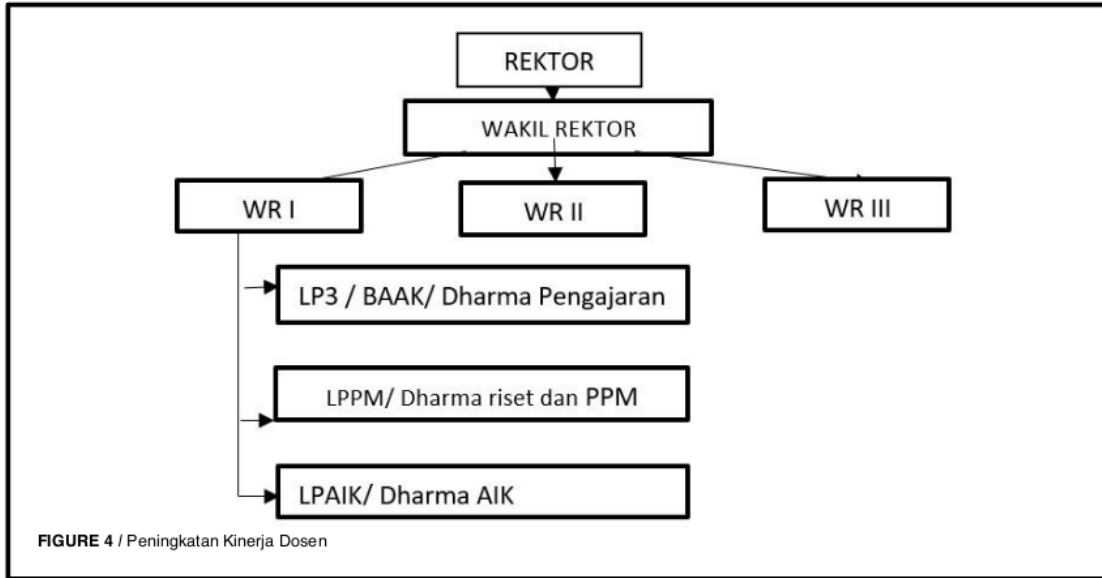 REKTOR
WAKIL REKTOR
WR I
WR II
WR III
LP3 / BAAK/ Dharma Pengajaran
LPPM/ Dharma riset dan PPM
LPAIK/ Dharma AIK
FIGURE 4 / Peningkatan Kinerja Dosen